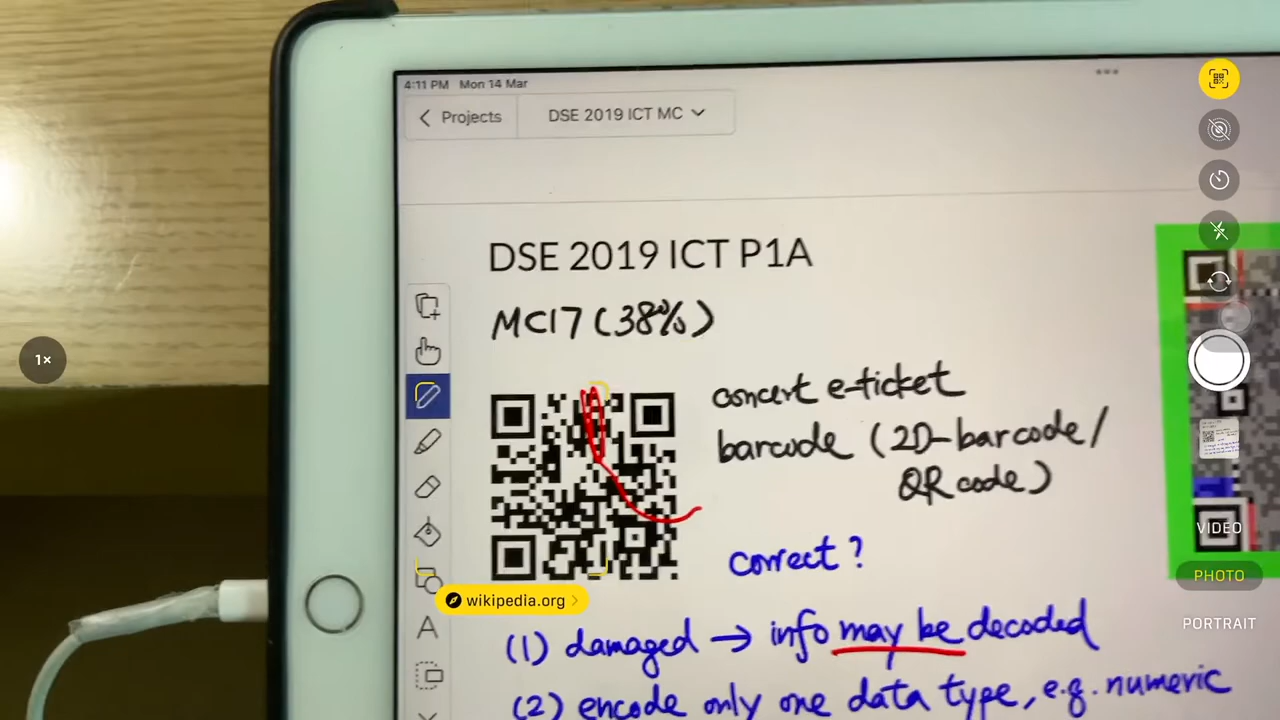 4:11 PM Mon 14 Mar
Projects
DSE 2019 ICT MC
DSE 2019 ICT P1A
MC17 (38%)
concert e-ticket
barcode (2D-barcode/
QR code)
correct?
wikipedia.org
(1) damaged → info may be decoded
(2) encode only one data type, e.g. numeric
A
1×
VIDEO
PHOTO
PORTRAIT